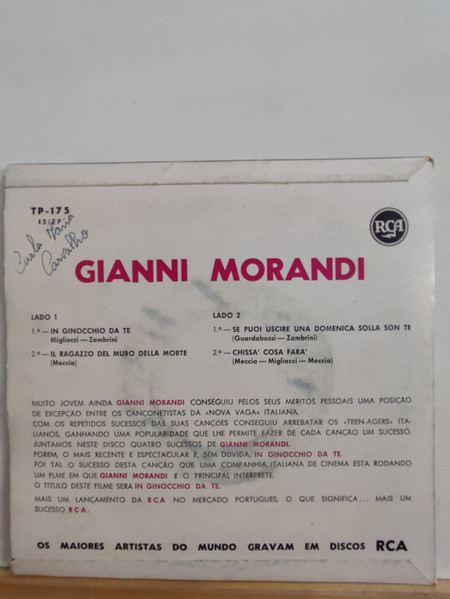 TP-175
45/EP
RCA
Carla Maria
Carvalho
GIANNI MORANDI
LADO 1
1.º — IN GINOCCHIO DA TE
Migliacci — Zambrini)
2.º — IL RAGAZZO DEL MURO DELLA MORTE
(Meccia)
LADO 2
1.º — SE PUOI USCIRE UNA DOMENICA SOLLA SON TE
(Guardabassi — Zambrini)
2.º — CHISSA' COSA FARA'
(Meccia — Migliacci — Meccia)
MUITO JOVEM AINDA GIANNI MORANDI CONSEGUIU PELOS SEUS MERITOS PESSOAIS UMA POSIÇÃO
DE EXCEPÇÃO ENTRE OS CANCONETISTAS DA «NOVA VAGA» ITALIANA.
COM OS REPETIDOS SUCESSOS DAS SUAS CANÇÕES CONSEGUIU ARREBATAR OS «TEEN-AGERS» ITA-
LIANOS, GANHANDO UMA POPULARIDADE QUE LHE PERMITE FAZER DE CADA CANÇÃO UM SUCESSO.
JUNTAMOS NESTE DISCO QUATRO SUCESSOS DE GIANNI MORANDI.
POREM, O MAIS RECENTE E ESPECTACULAR É, SEM DUVIDA, IN GINOCCHIO DA TE.
FOI TAL O SUCESSO DESTA CANÇÃO QUE UMA COMPANHIA ITALIANA DE CINEMA ESTA RODANDO
UM FILME EM QUE GIANNI MORANDI E O PRINCIPAL INTERPRETE.
O TITULO DESTE FILME SERA IN GINOCCHIO DA TE.
MAIS UM LANÇAMENTO DA RCA NO MERCADO PORTUGUES, O QUE SIGNIFICA... MAIS UM
SUCESSO RCA.
OS MAIORES ARTISTAS DO MUNDO GRAVAM EM DISCOS RCA